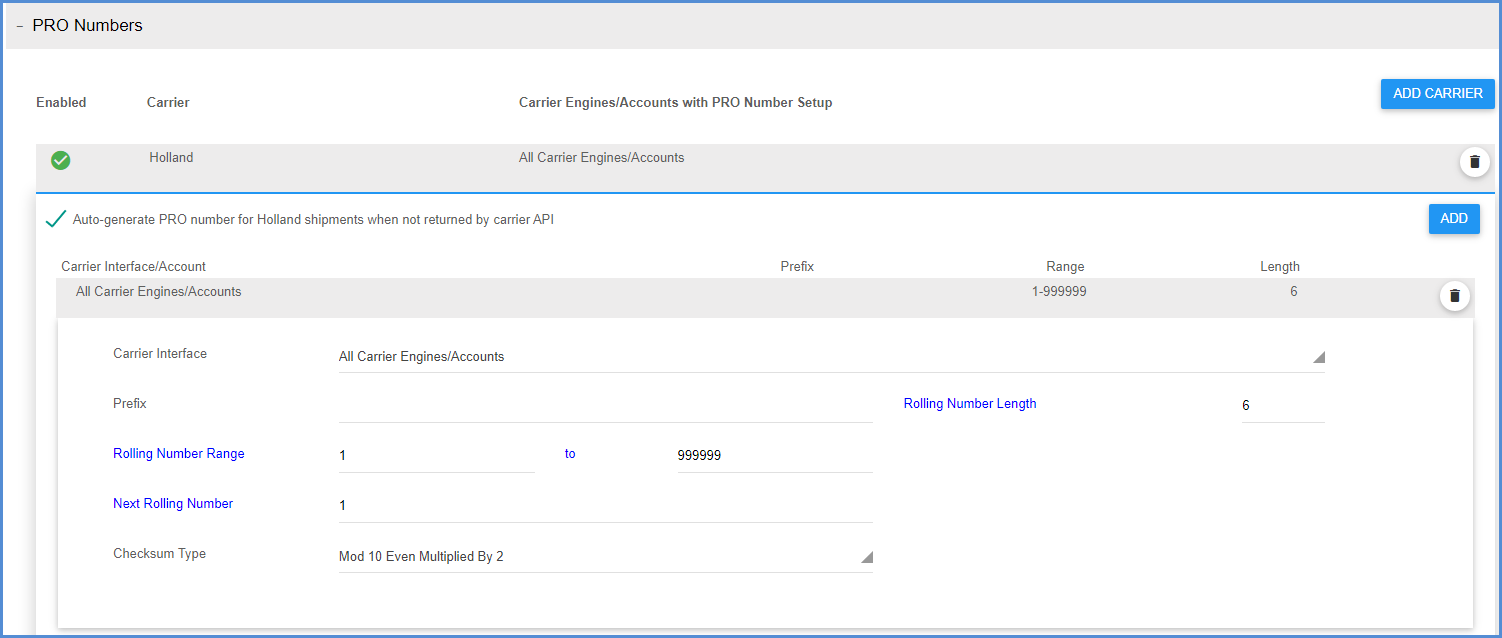 – PRO Numbers
Enabled Carrier Carrier Engines/Accounts with PRO Number Setup ADD CARRIER
Holland All Carrier Engines/Accounts
Auto-generate PRO number for Holland shipments when not returned by carrier API ADD
Carrier Interface/Account Prefix Range Length
All Carrier Engines/Accounts 1-999999 6
Carrier Interface All Carrier Engines/Accounts
Prefix Rolling Number Length 6
Rolling Number Range 1 to 999999
Next Rolling Number 1
Checksum Type Mod 10 Even Multiplied By 2